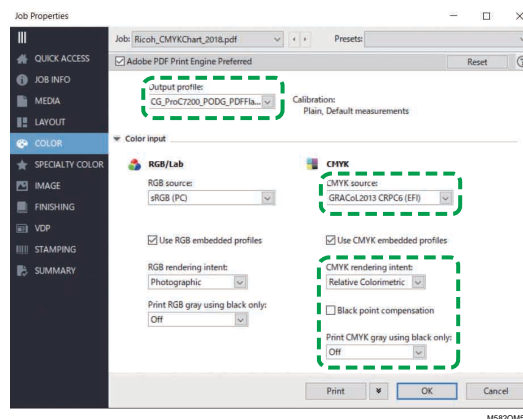 Job Properties
Job: Ricoh_CMYKChart_2018.pdf
Presets:
Adobe PDF Print Engine Preferred
Reset
QUICK ACCESS
JOB INFO
MEDIA
LAYOUT
COLOR
SPECIALTY COLOR
IMAGE
FINISHING
VDP
STAMPING
SUMMARY
Output profile:
CG_ProC7200_PODG_PDFFla...
Calibration:
Plain, Default measurements
Color input
RGB/Lab
RGB source:
sRGB (PC)
Use RGB embedded profiles
RGB rendering intent:
Photographic
Print RGB gray using black only:
Off
CMYK
CMYK source:
GRACoL2013 CRPC6 (EFI)
Use CMYK embedded profiles
CMYK rendering intent:
Relative Colorimetric
Black point compensation
Print CMYK gray using black only:
Off
Print
OK
Cancel